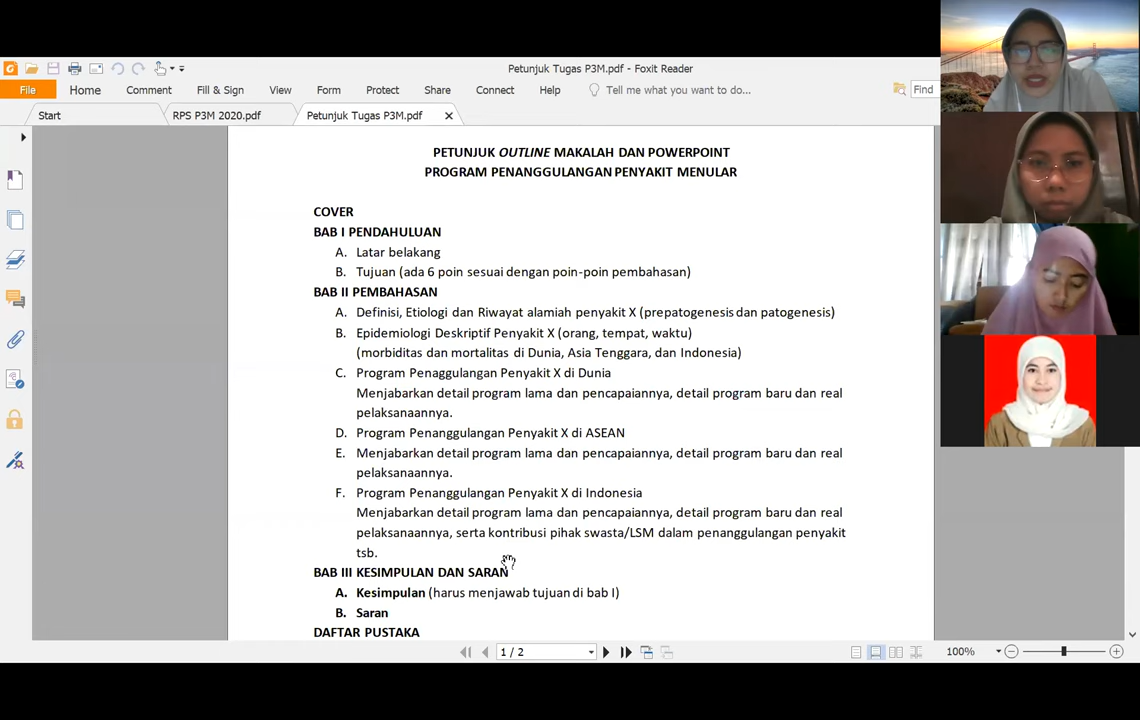 Petunjuk Tugas P3M.pdf - Foxit Reader
File Home Comment Fill & Sign View Form Protect Share Connect Help Tell me what you want to do... Find
Start RPS P3M 2020.pdf Petunjuk Tugas P3M.pdf
PETUNJUK OUTLINE MAKALAH DAN POWERPOINT
PROGRAM PENANGGULANGAN PENYAKIT MENULAR
COVER
BAB I PENDAHULUAN
A. Latar belakang
B. Tujuan (ada 6 poin sesuai dengan poin-poin pembahasan)
BAB II PEMBAHASAN
A. Definisi, Etiologi dan Riwayat alamiah penyakit X (prepatogenesis dan patogenesis)
B. Epidemiologi Deskriptif Penyakit X (orang, tempat, waktu)
(morbiditas dan mortalitas di Dunia, Asia Tenggara, dan Indonesia)
C. Program Penaggulangan Penyakit X di Dunia
Menjabarkan detail program lama dan pencapaiannya, detail program baru dan real
pelaksanaannya.
D. Program Penanggulangan Penyakit X di ASEAN
E. Menjabarkan detail program lama dan pencapaiannya, detail program baru dan real
pelaksanaannya.
F. Program Penanggulangan Penyakit X di Indonesia
Menjabarkan detail program lama dan pencapaiannya, detail program baru dan real
pelaksanaannya, serta kontribusi pihak swasta/LSM dalam penanggulangan penyakit
tsb.
BAB III KESIMPULAN DAN SARAN
A. Kesimpulan (harus menjawab tujuan di bab I)
B. Saran
DAFTAR PUSTAKA
1 / 2 100%